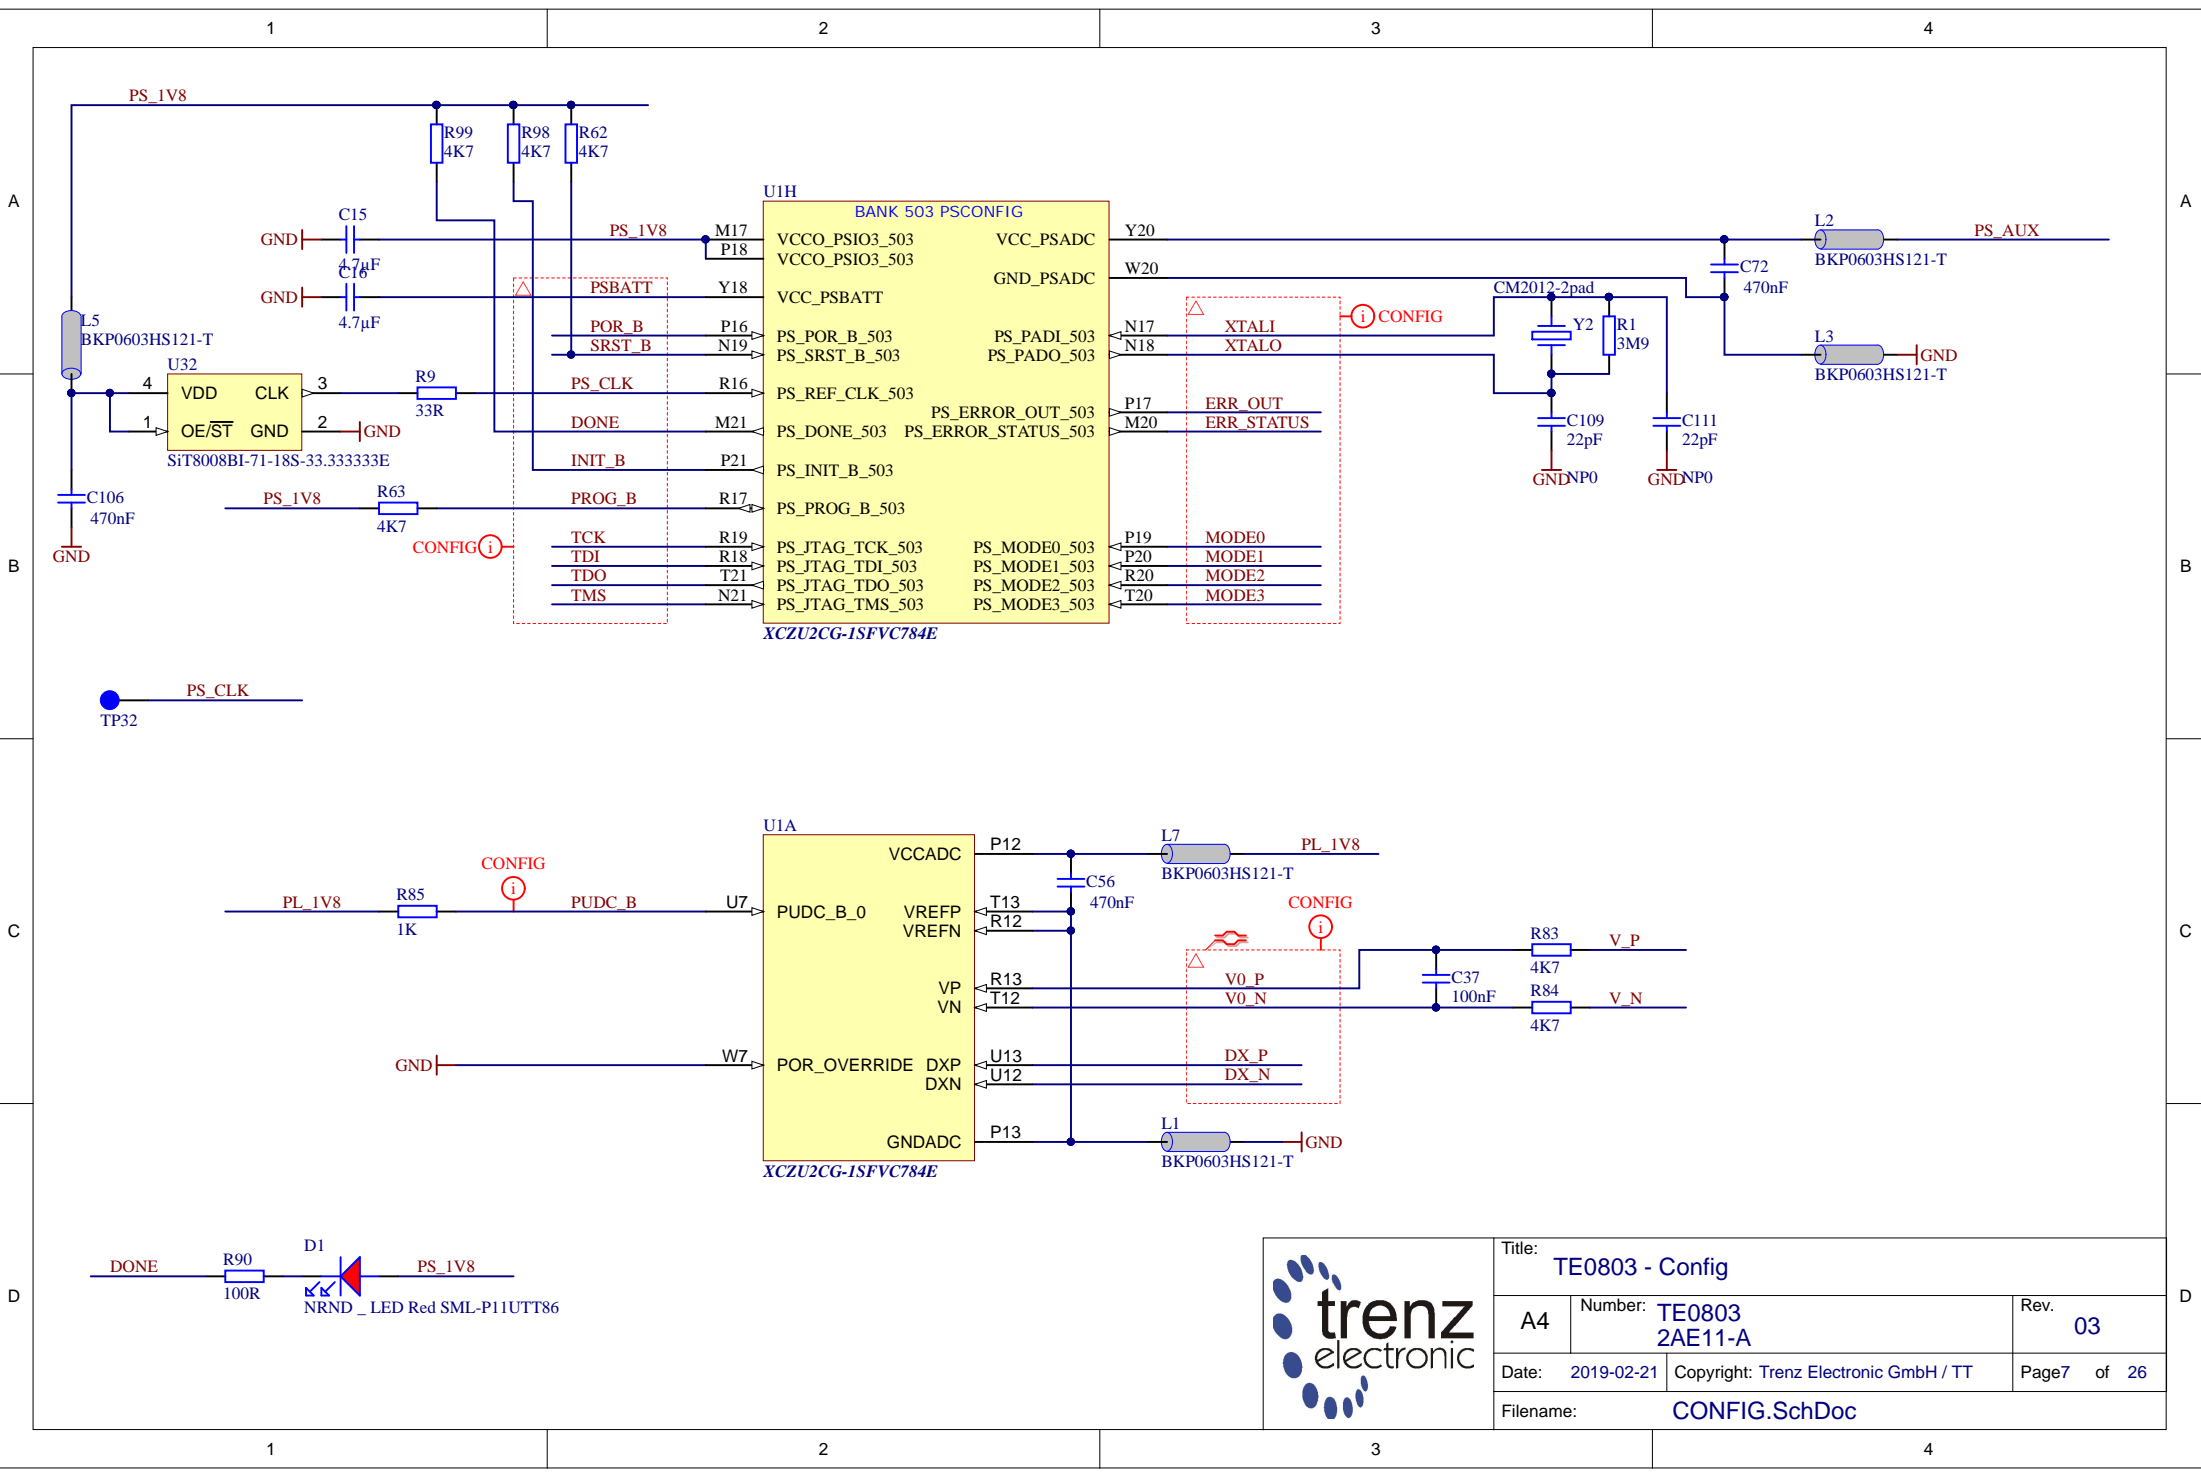 1 2 3 4
PS_1V8
R99
4K7
R98
4K7
R62
4K7
A
A
U1H
BANK 503 PSCONFIG
C15
4.7µF
GND
PS_1V8
M17
P18
VCCO_PSIO3_503
VCCO_PSIO3_503
VCC_PSADC
Y20
L2
BKP0603HS121-T
PS_AUX
GND_PSADC
W20
C72
470nF
C16
4.7µF
GND
PSBATT
Y18
VCC_PSBATT
CM2012-2pad
CONFIG
i
L5
BKP0603HS121-T
POR_B
P16
PS_POR_B_503
PS_PADI_503
N17
XTALI
Y2
R1
3M9
SRST_B
N19
PS_SRST_B_503
PS_PADO_503
N18
XTALO
L3
BKP0603HS121-T
GND
U32
4 VDD CLK 3
1 OE/ST GND 2
GND
SiT8008BI-71-18S-33.333333E
R9
33R
PS_CLK
R16
PS_REF_CLK_503
PS_ERROR_OUT_503
P17
ERR_OUT
DONE
M21
PS_DONE_503
PS_ERROR_STATUS_503
M20
ERR_STATUS
C109
22pF
GND
NP0
C111
22pF
GND
NP0
INIT_B
P21
PS_INIT_B_503
C106
470nF
GND
PS_1V8
R63
4K7
PROG_B
R17
PS_PROG_B_503
CONFIG
i
B
B
TCK
R19
PS_JTAG_TCK_503
PS_MODE0_503
P19
MODE0
TDI
R18
PS_JTAG_TDI_503
PS_MODE1_503
P20
MODE1
TDO
T21
PS_JTAG_TDO_503
PS_MODE2_503
R20
MODE2
TMS
N21
PS_JTAG_TMS_503
PS_MODE3_503
T20
MODE3
XCZU2CG-1SFVC784E
PS_CLK
TP32
U1A
C
C
CONFIG
i
PL_1V8
R85
1K
PUDC_B
U7
PUDC_B_0
VCCADC
P12
L7
BKP0603HS121-T
PL_1V8
C56
470nF
VREFP
T13
VREFN
R12
CONFIG
i
VP
R13
V0_P
VN
T12
V0_N
C37
100nF
R83
4K7
V_P
R84
4K7
V_N
GND
W7
POR_OVERRIDE
DXP
U13
DX_P
DXN
U12
DX_N
GNDADC
P13
L1
BKP0603HS121-T
GND
XCZU2CG-1SFVC784E
D
D
DONE
R90
100R
D1
PS_1V8
NRND _ LED Red SML-P11UTT86
trenz
electronic
Title:
TE0803 - Config
A4
Number: TE0803
2AE11-A
Rev.
03
Date: 2019-02-21
Copyright: Trenz Electronic GmbH / TT
Page7 of 26
Filename: CONFIG.SchDoc
1 2 3 4